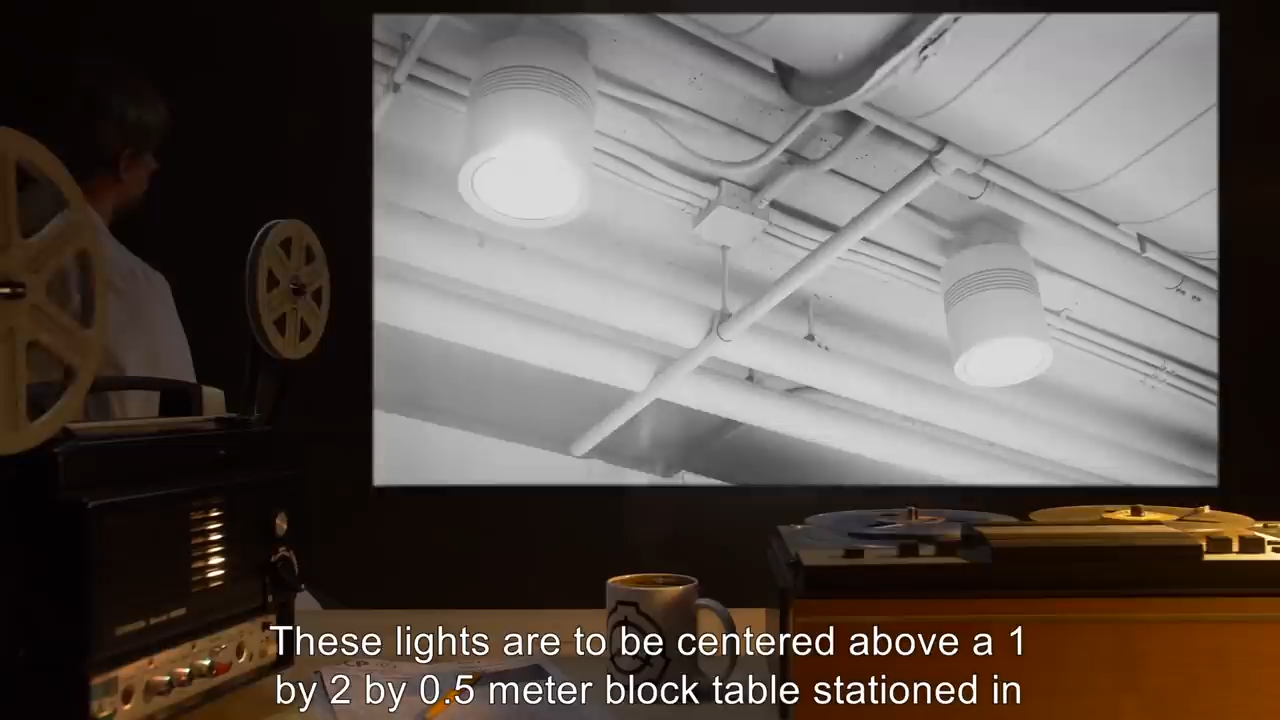 These lights are to be centered above a 1
by 2 by 0.5 meter block table stationed in